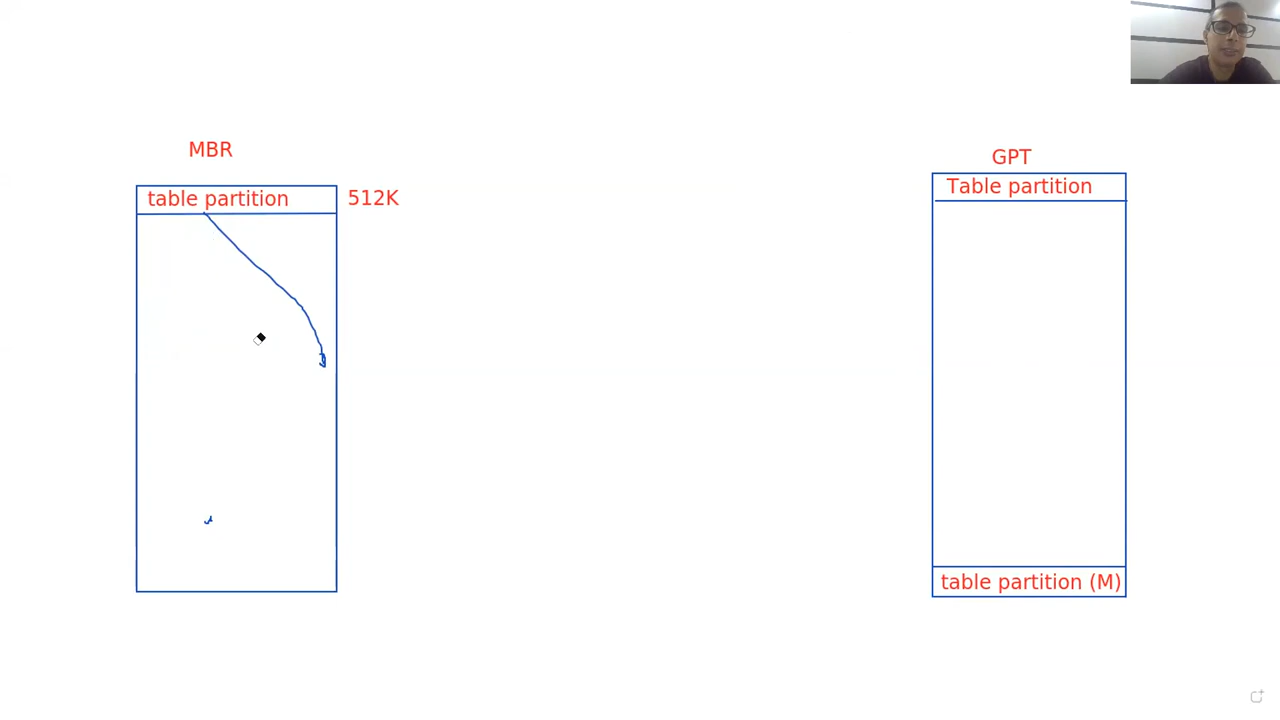 MBR
table partition
512K
GPT
Table partition
table partition (M)